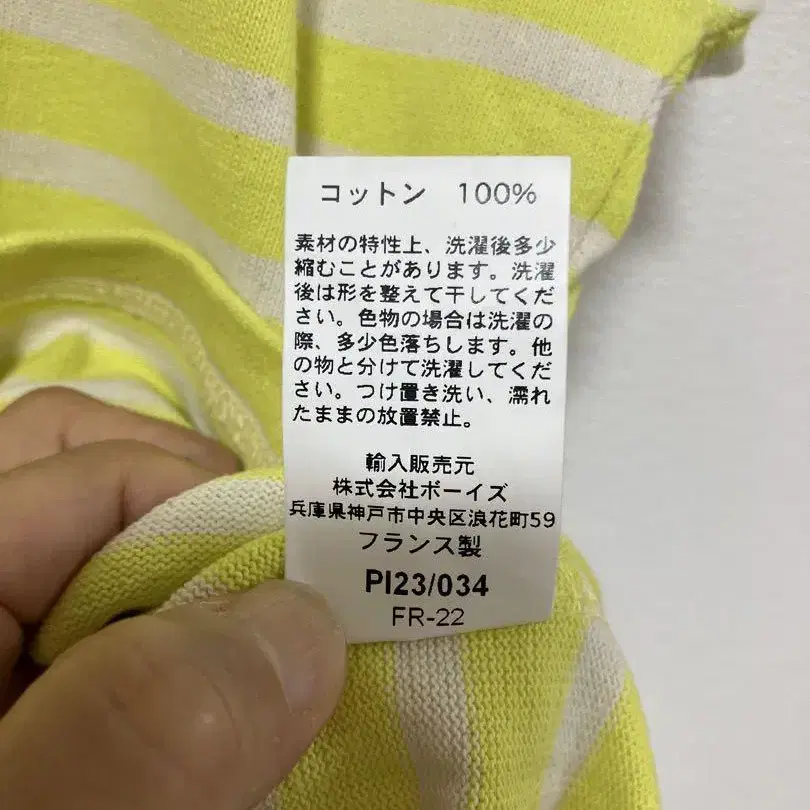 コットン 100%
素材の特性上、洗濯後多少
縮むことがあります。洗濯
後は形を整えて干してくだ
さい。色物の場合は洗濯の
際、多少色落ちします。他
の物と分けて洗濯してくだ
さい。つけ置き洗い、濡れ
たままの放置禁止。
輸入販売元
株式会社ボーイズ
兵庫県神戸市中央区浪花町59
フランス製
PI23/034
FR-22